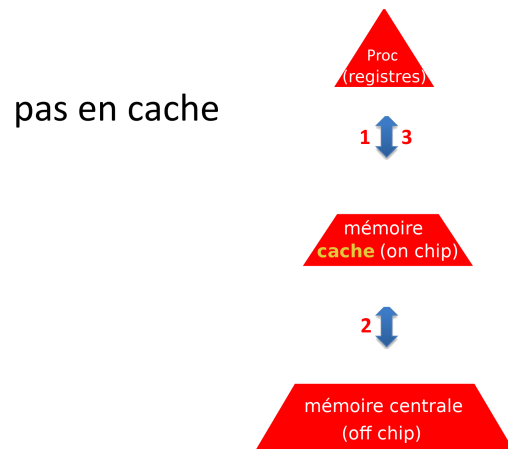 Proc
(registres)
pas en cache
1 3
mémoire
cache (on chip)
2
mémoire centrale
(off chip)